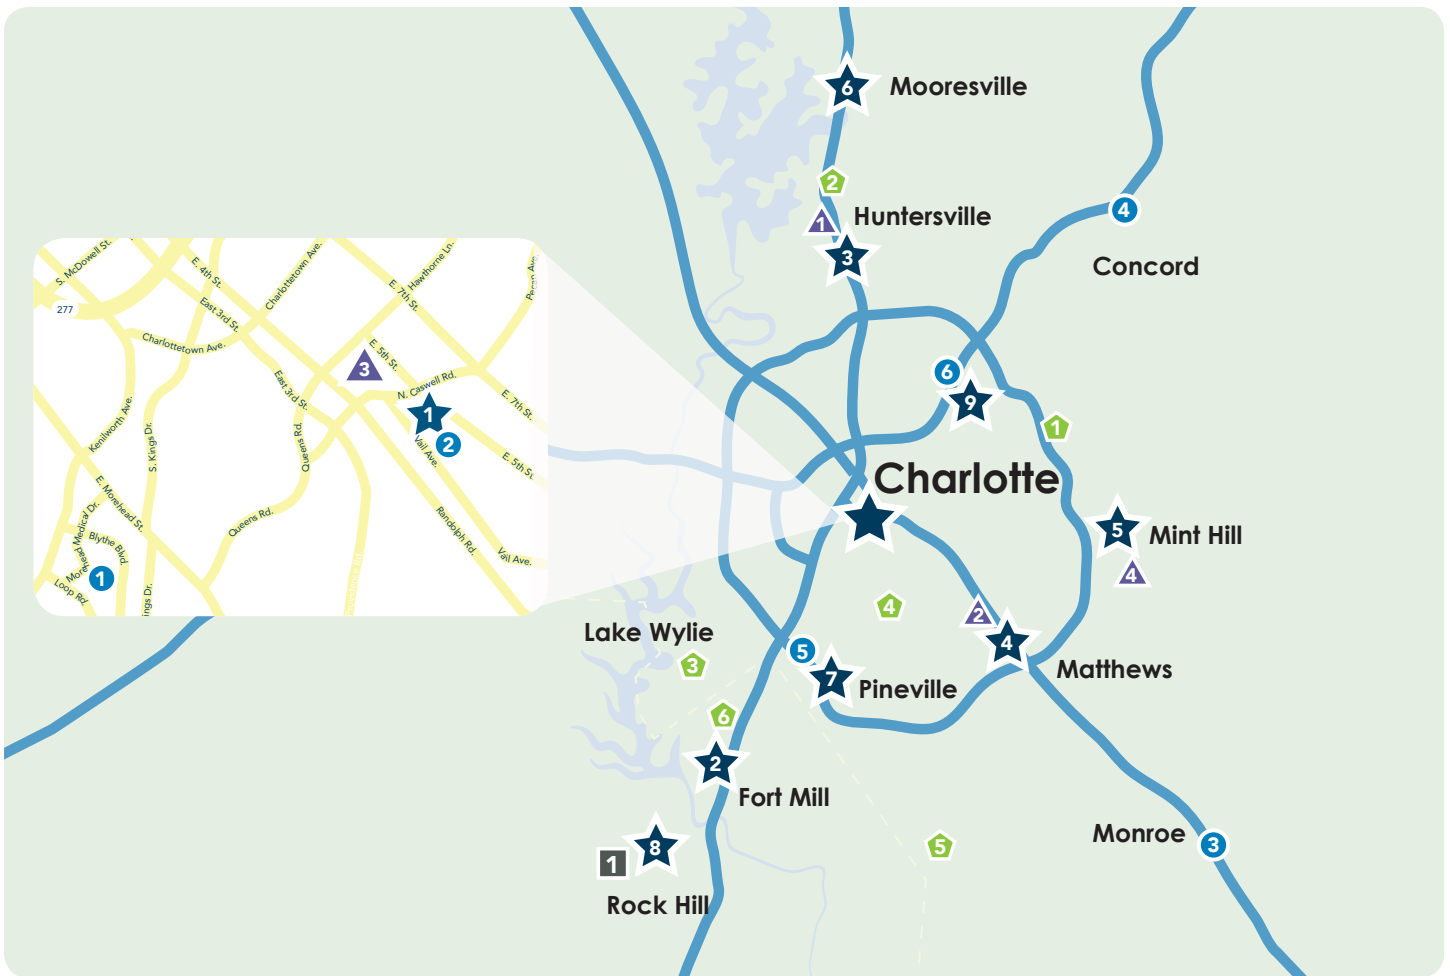 6
Mooresville
2
1
Huntersville
3
4
Concord
6
9
1
Charlotte
5
Mint Hill
4
4
2
4
Matthews
Lake Wylie
3
5
7
Pineville
6
2
Fort Mill
8
1
Rock Hill
5
Monroe
3
S. McDowell St.
277
E. 4th St.
East 3rd St.
Charlottetown Ave.
Hawthorne Ln.
E. 7th St.
Charlottetown Ave.
E. 5th St.
3
N. Caswell Rd.
East 3rd St.
1
2
E. 7th St.
Kenilworth Ave.
S. Kings Dr.
Queens Rd.
Vail Ave.
E. 5th St.
E. Morehead St.
Queens Rd.
Randolph Rd.
Vail Ave.
Medical Dr.
Blythe Blvd.
Morehead
1
Loop Rd.
Providence Rd.